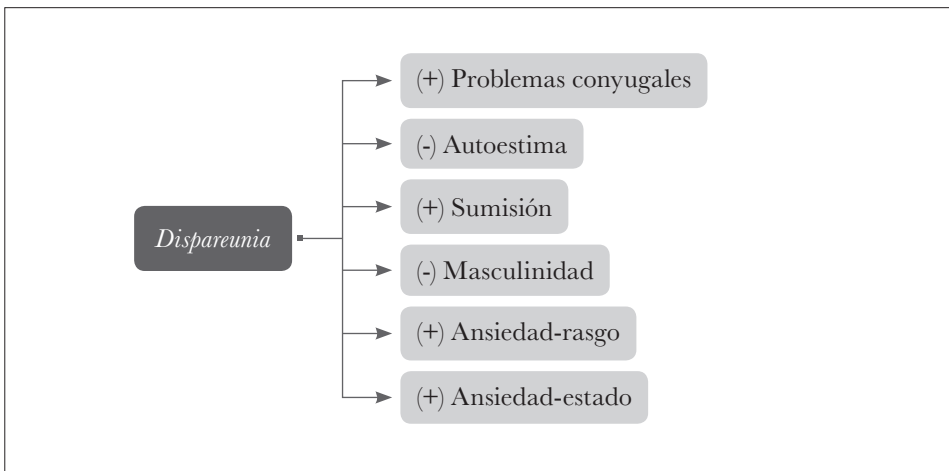 (+) Problemas conyugales
(-) Autoestima
(+) Sumisión
Dispareunia
(-) Masculinidad
(+) Ansiedad-rasgo
(+) Ansiedad-estado